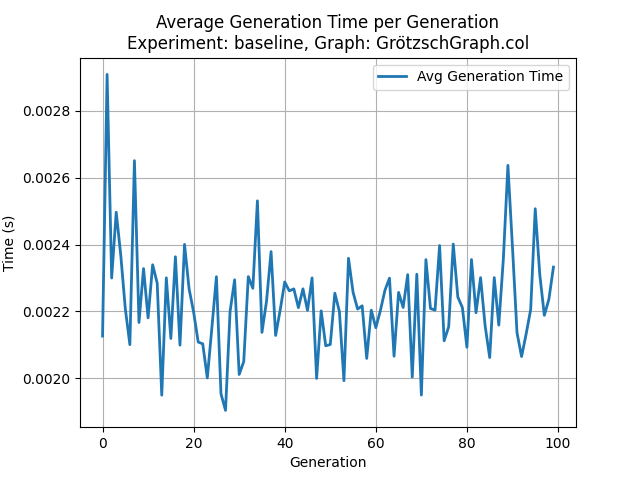 Average Generation Time per Generation
Experiment: baseline, Graph: GrötzschGraph.col
Avg Generation Time
Time (s)
0.0028
0.0026
0.0024
0.0022
0.0020
0 20 40 60 80 100
Generation